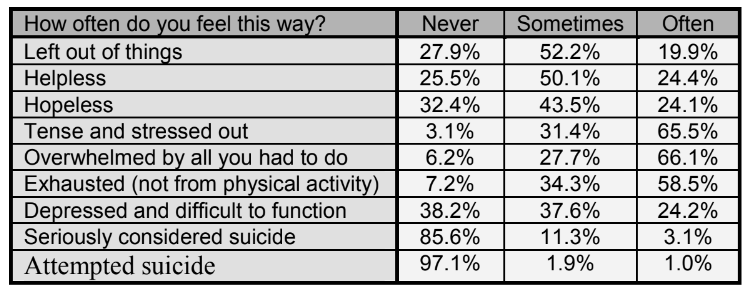 How often do you feel this way? Never Sometimes Often
Left out of things 27.9% 52.2% 19.9%
Helpless 25.5% 50.1% 24.4%
Hopeless 32.4% 43.5% 24.1%
Tense and stressed out 3.1% 31.4% 65.5%
Overwhelmed by all you had to do 6.2% 27.7% 66.1%
Exhausted (not from physical activity) 7.2% 34.3% 58.5%
Depressed and difficult to function 38.2% 37.6% 24.2%
Seriously considered suicide 85.6% 11.3% 3.1%
Attempted suicide 97.1% 1.9% 1.0%